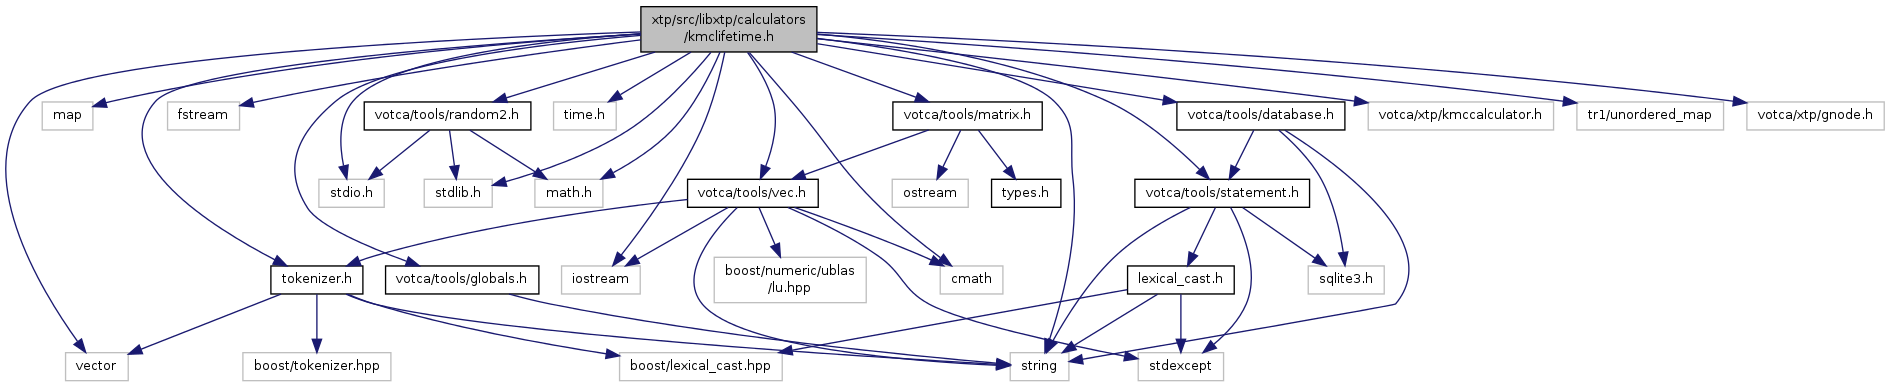 xtp/src/libxtp/calculators
/kmclifetime.h
map
fstream
votca/tools/random2.h
time.h
votca/tools/matrix.h
votca/tools/database.h
votca/xtp/kmccalculator.h
tr1/unordered_map
votca/xtp/gnode.h
stdio.h
stdlib.h
math.h
votca/tools/vec.h
ostream
types.h
votca/tools/statement.h
tokenizer.h
votca/tools/globals.h
iostream
boost/numeric/ublas
/lu.hpp
cmath
lexical_cast.h
sqlite3.h
vector
boost/tokenizer.hpp
boost/lexical_cast.hpp
string
stdexcept